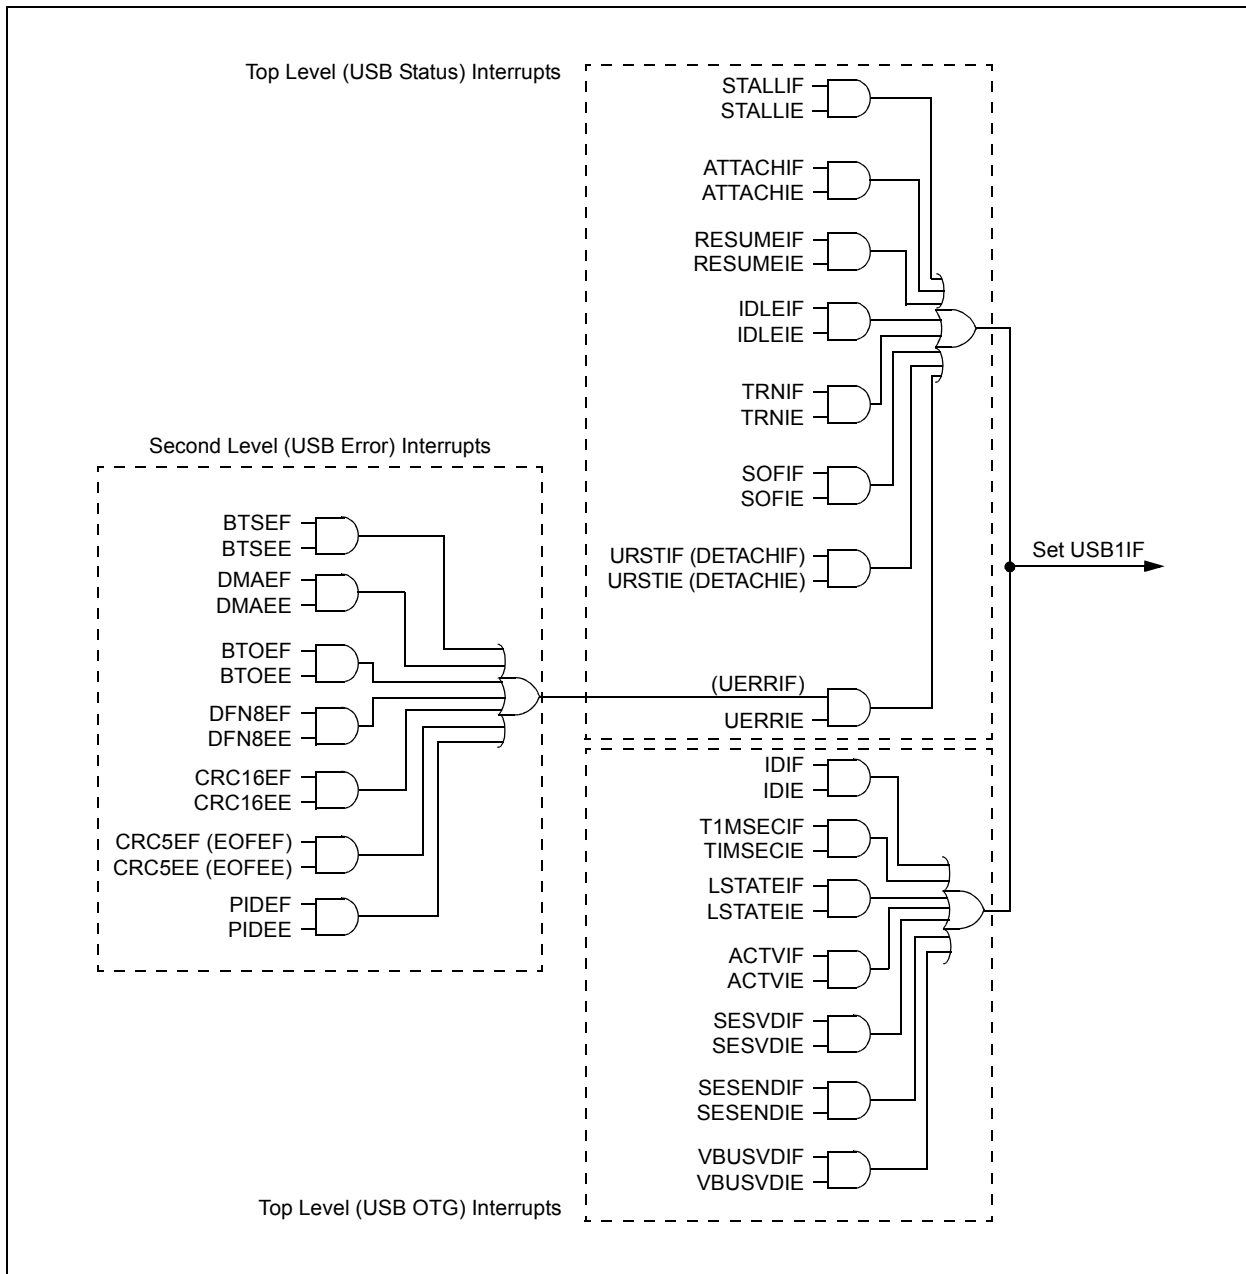 Top Level (USB Status) Interrupts
STALLIF
STALLIE
ATTACHIF
ATTACHIE
RESUMEIF
RESUMEIE
IDLEIF
IDLEIE
TRNIF
TRNIE
SOFIF
SOFIE
URSTIF (DETACHIF)
URSTIE (DETACHIE)
(UERRIF)
UERRIE
Second Level (USB Error) Interrupts
BTSEF
BTSEE
DMAEF
DMAEE
BTOEF
BTOEE
DFN8EF
DFN8EE
CRC16EF
CRC16EE
CRC5EF (EOFEF)
CRC5EE (EOFEE)
PIDEF
PIDEE
Set USB1IF
IDIF
IDIE
T1MSECIF
TIMSECIE
LSTATEIF
LSTATEIE
ACTVIF
ACTVIE
SESVDIF
SESVDIE
SESENDIF
SESENDIE
VBUSVDIF
VBUSVDIE
Top Level (USB OTG) Interrupts